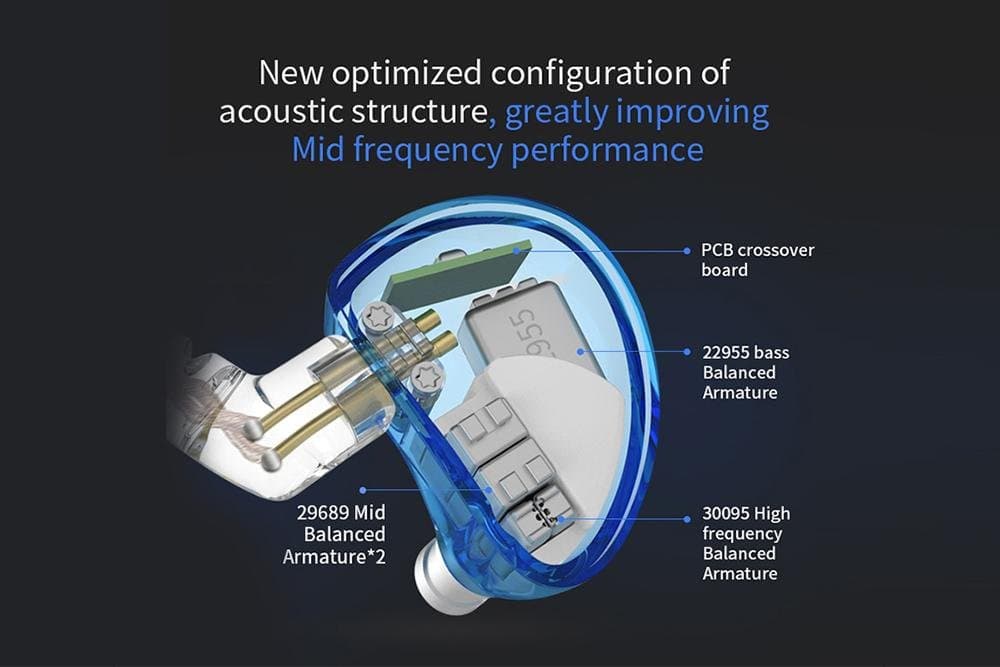 New optimized configuration of
acoustic structure, greatly improving
Mid frequency performance
PCB crossover
board
22955 bass
Balanced
Armature
29689 Mid
Balanced
Armature*2
30095 High
frequency
Balanced
Armature